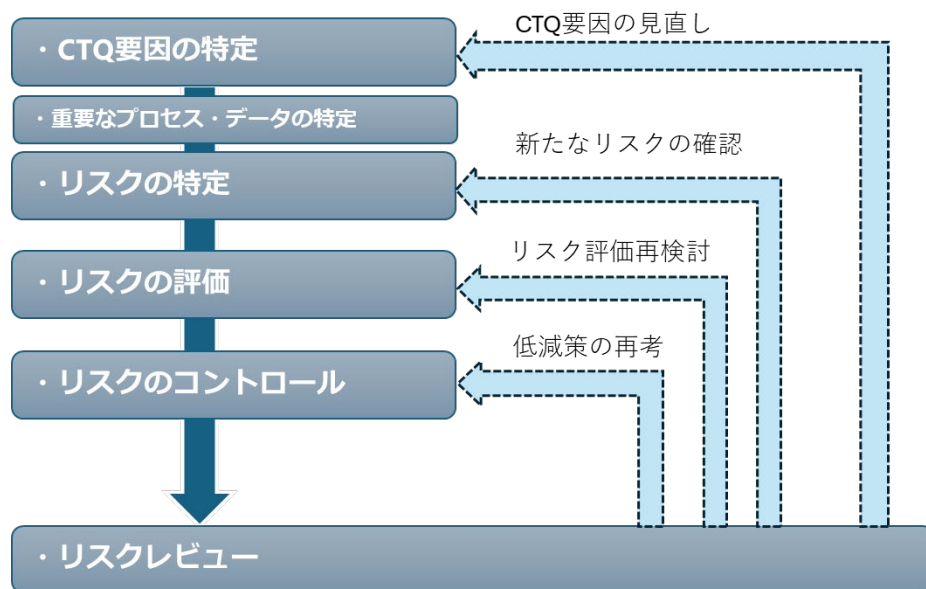 CTQ要因の見直し
・CTQ要因の特定
・重要なプロセス・データの特定
新たなリスクの確認
・リスクの特定
リスク評価再検討
・リスクの評価
低減策の再考
・リスクのコントロール
・リスクレビュー